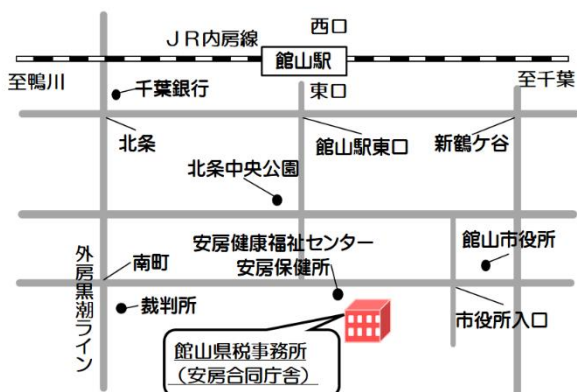 西口
JR内房線
館山駅
至鴨川
至千葉
東口
千葉銀行
北条
館山駅東口
新鶴ケ谷
北条中央公園
安房健康福祉センター
安房保健所
館山市役所
外房黒潮ライン
南町
裁判所
市役所入口
館山県税事務所
（安房合同庁舎）